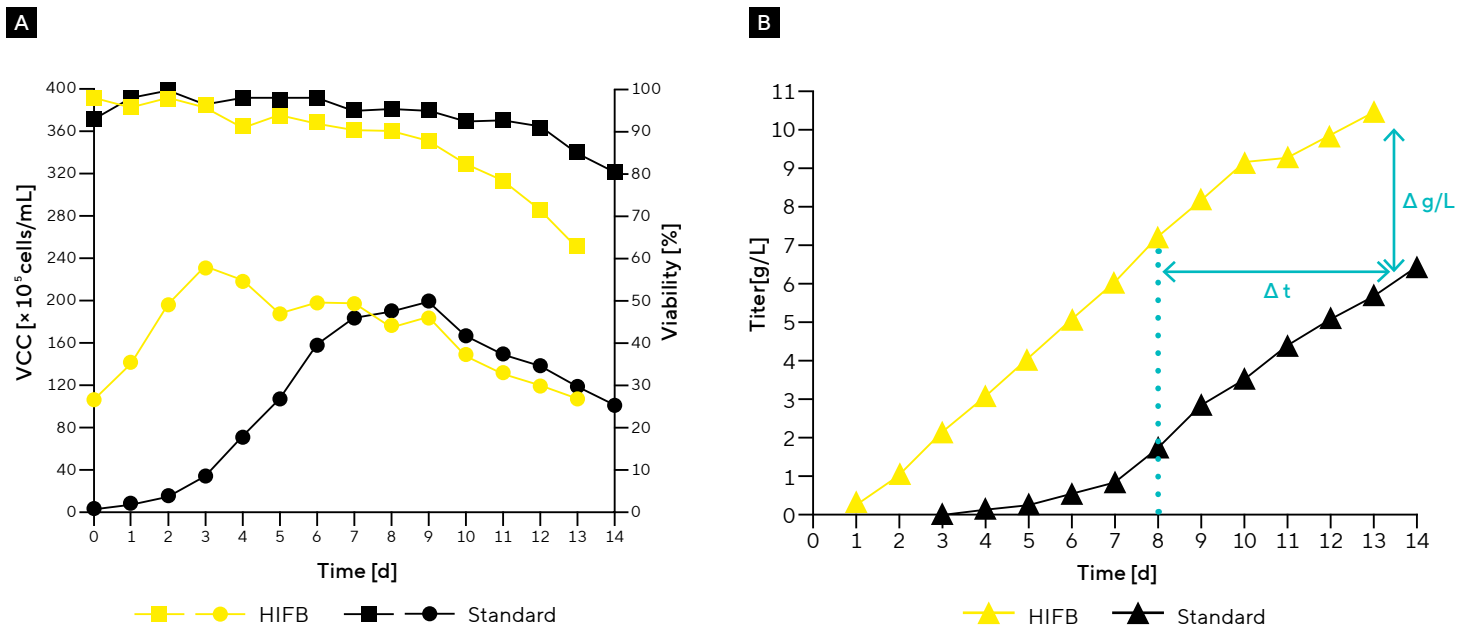 A
VCC [× 10⁵ cells/mL]
400
360
320
280
240
200
160
120
80
40
0
100
90
80
70
60
50
40
30
20
10
0
Viability [%]
0 1 2 3 4 5 6 7 8 9 10 11 12 13 14
Time [d]
HIFB Standard
B
Titer[g/L]
11
10
9
8
7
6
5
4
3
2
1
0
Δ g/L
Δ t
0 1 2 3 4 5 6 7 8 9 10 11 12 13 14
Time [d]
HIFB Standard